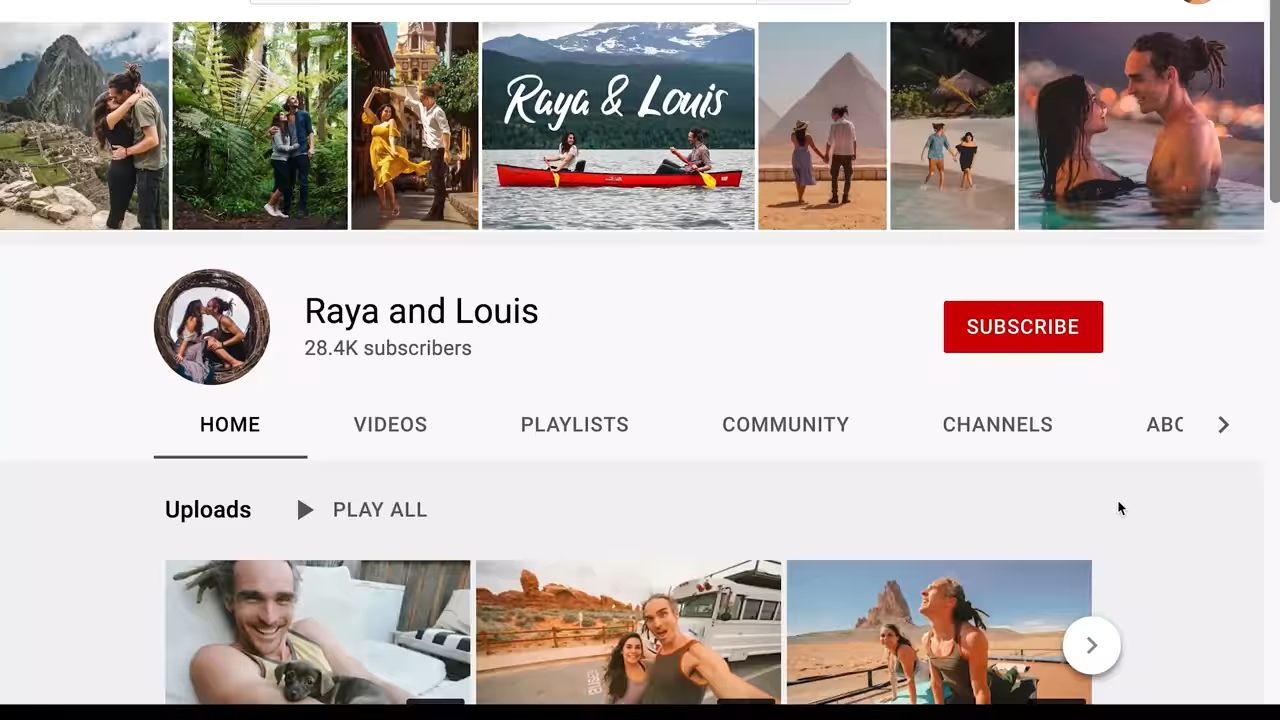 Raya & Louis
Raya and Louis
28.4K subscribers
SUBSCRIBE
HOME VIDEOS PLAYLISTS COMMUNITY CHANNELS ABC
Uploads PLAY ALL